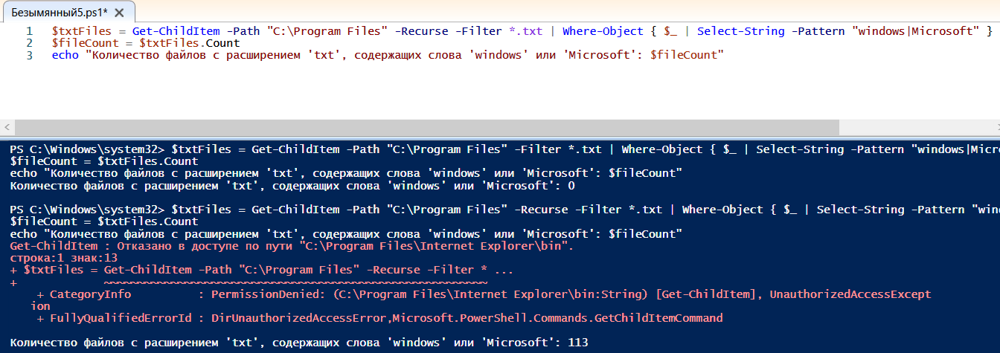 Безымянный5.ps1*
1 $txtFiles = Get-ChildItem -Path "C:\Program Files" -Recurse -Filter *.txt | Where-Object { $_ | Select-String -Pattern "windows|Microsoft" }
2 $fileCount = $txtFiles.Count
3 echo "Количество файлов с расширением 'txt', содержащих слова 'windows' или 'Microsoft': $fileCount"
PS C:\Windows\system32> $txtFiles = Get-ChildItem -Path "C:\Program Files" -Filter *.txt | Where-Object { $_ | Select-String -Pattern "windows|Micro
$fileCount = $txtFiles.Count
echo "Количество файлов с расширением 'txt', содержащих слова 'windows' или 'Microsoft': $fileCount"
Количество файлов с расширением 'txt', содержащих слова 'windows' или 'Microsoft': 0
PS C:\Windows\system32> $txtFiles = Get-ChildItem -Path "C:\Program Files" -Recurse -Filter *.txt | Where-Object { $_ | Select-String -Pattern "win
$fileCount = $txtFiles.Count
echo "Количество файлов с расширением 'txt', содержащих слова 'windows' или 'Microsoft': $fileCount"
Get-ChildItem : Отказано в доступе по пути "C:\Program Files\Internet Explorer\bin".
строка:1 знак:13
+ $txtFiles = Get-ChildItem -Path "C:\Program Files" -Recurse -Filter * ...
+ ~~~~~~~~~~~~~~~~~~~~~~~~~~~~~~~~~~~~~~~~~~~~~~~~~~~~~~~~~~
+ CategoryInfo : PermissionDenied: (C:\Program Files\Internet Explorer\bin:String) [Get-ChildItem], UnauthorizedAccessExcept
ion
+ FullyQualifiedErrorId : DirUnauthorizedAccessError,Microsoft.PowerShell.Commands.GetChildItemCommand
Количество файлов с расширением 'txt', содержащих слова 'windows' или 'Microsoft': 113